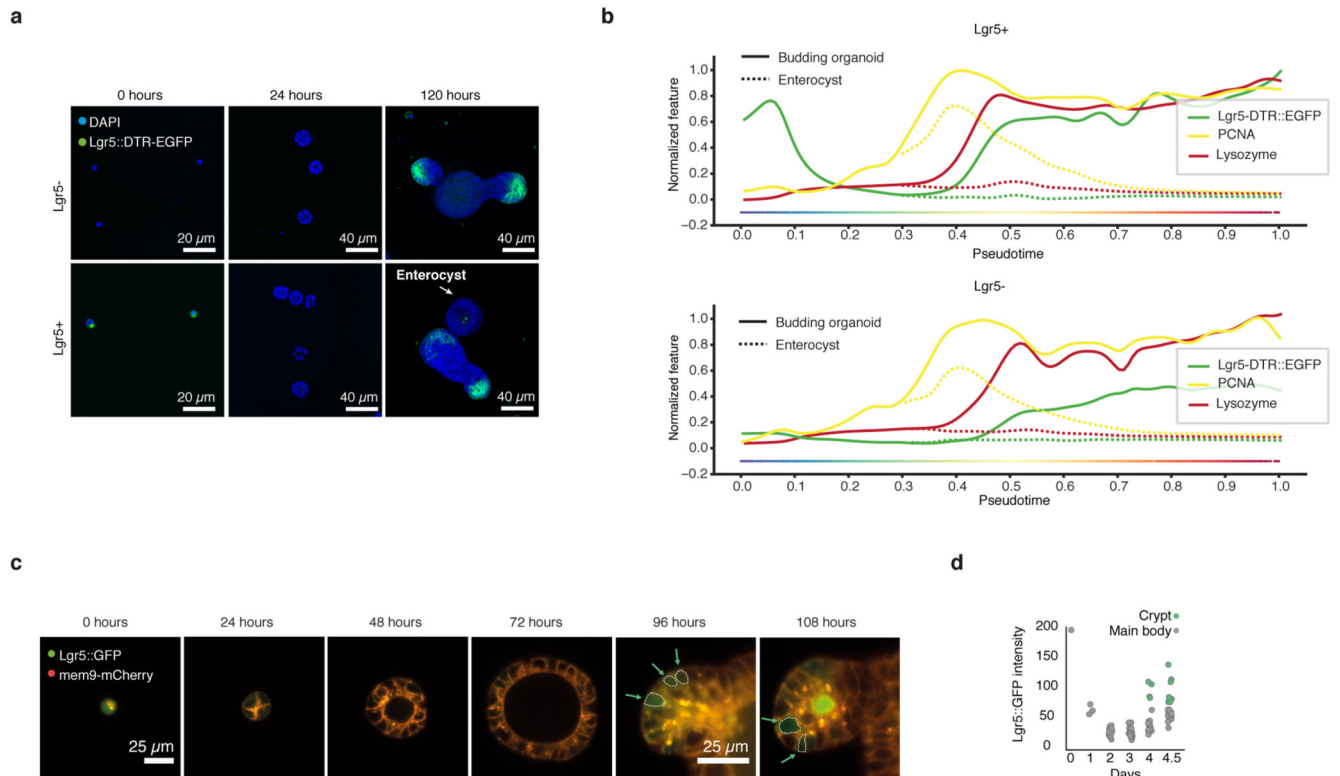 a
0 hours
24 hours
120 hours
DAPI
Lgr5::DTR-EGFP
Lgr5-
20 µm
40 µm
40 µm
Lgr5+
Enterocyst
20 µm
40 µm
40 µm
b
Lgr5+
Budding organoid
Enterocyst
Normalized feature
1.0
0.8
0.6
0.4
0.2
0.0
−0.2
Lgr5-DTR::EGFP
PCNA
Lysozyme
0.0 0.1 0.2 0.3 0.4 0.5 0.6 0.7 0.8 0.9 1.0
Pseudotime
Lgr5-
Budding organoid
Enterocyst
Normalized feature
1.0
0.8
0.6
0.4
0.2
0.0
−0.2
Lgr5-DTR::EGFP
PCNA
Lysozyme
0.0 0.1 0.2 0.3 0.4 0.5 0.6 0.7 0.8 0.9 1.0
Pseudotime
c
0 hours
24 hours
48 hours
72 hours
96 hours
108 hours
Lgr5::GFP
mem9-mCherry
25 µm
25 µm
d
Crypt
Main body
Lgr5::GFP intensity
200
150
100
50
0
0 1 2 3 4 4.5
Days